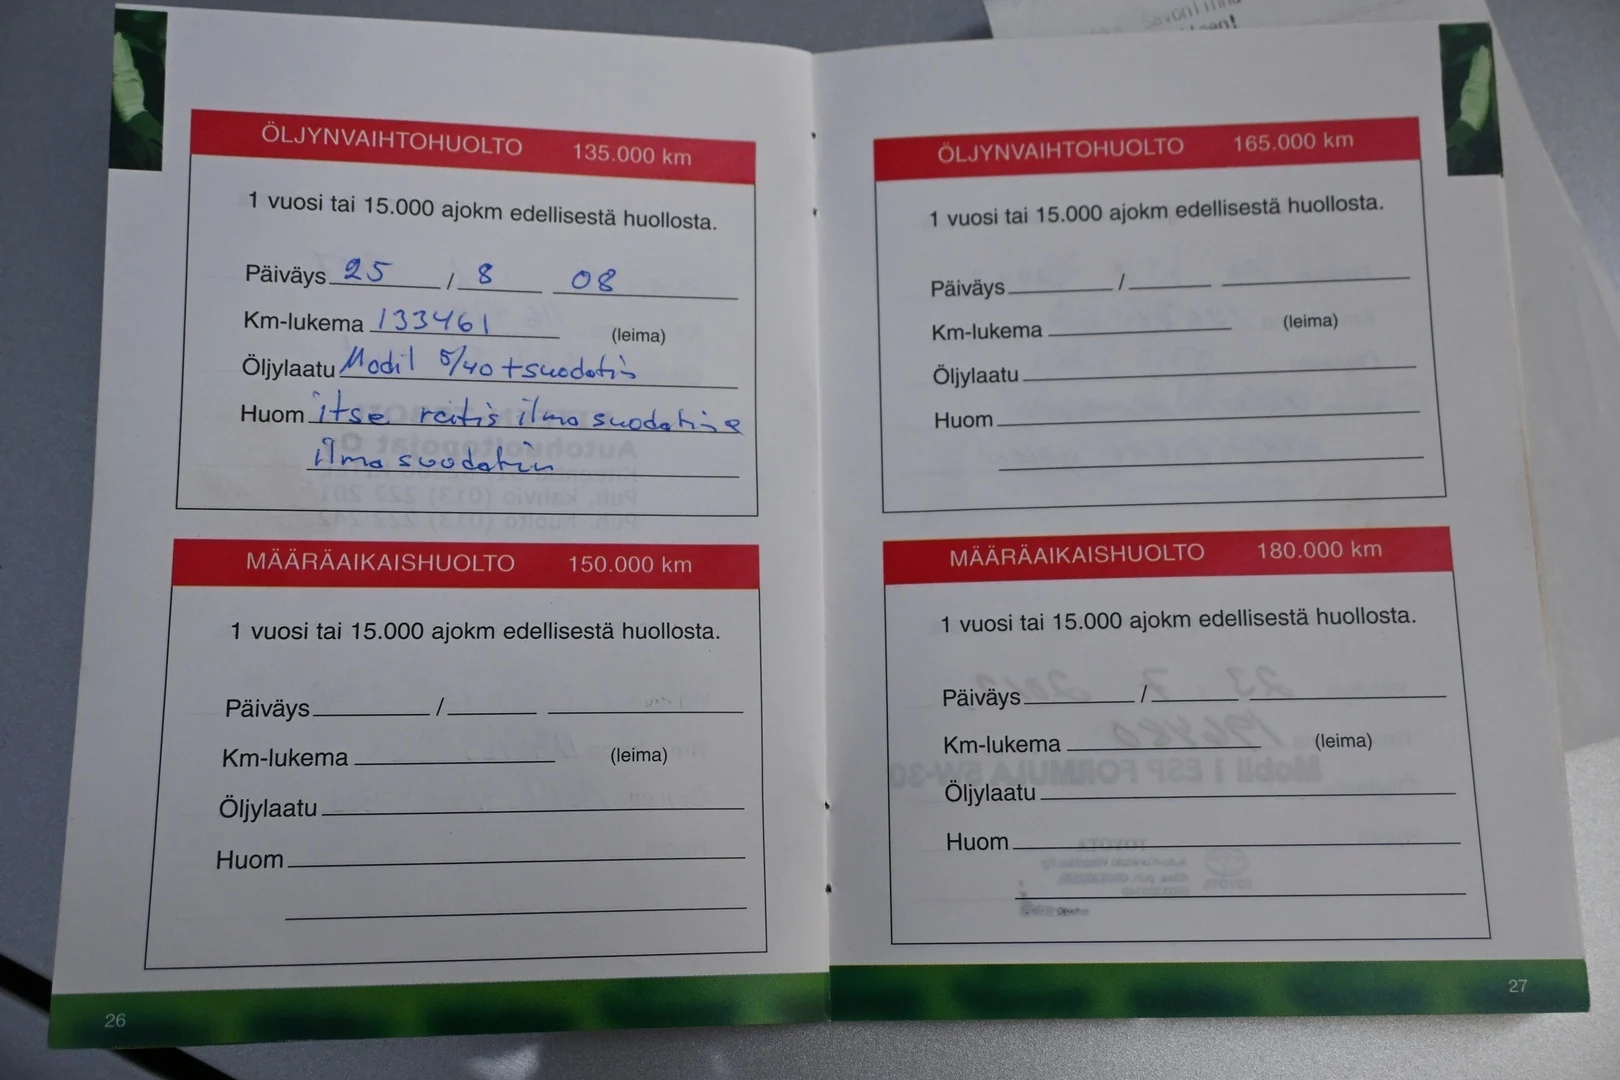 ÖLJYNVAIHTOHUOLTO 135.000 km
1 vuosi tai 15.000 ajokm edellisestä huollosta.
Päiväys 25 / 8 08
Km-lukema 133461 (leima)
Öljylaatu Modil 5/40 + suodatin
Huom itse ilma suodatin
ilma suodatin
MÄÄRÄAIKAISHUOLTO 150.000 km
1 vuosi tai 15.000 ajokm edellisestä huollosta.
Päiväys /
Km-lukema (leima)
Öljylaatu
Huom
26
ÖLJYNVAIHTOHUOLTO 165.000 km
1 vuosi tai 15.000 ajokm edellisestä huollosta.
Päiväys /
Km-lukema (leima)
Öljylaatu
Huom
MÄÄRÄAIKAISHUOLTO 180.000 km
1 vuosi tai 15.000 ajokm edellisestä huollosta.
Päiväys /
Km-lukema (leima)
Öljylaatu
Huom
27